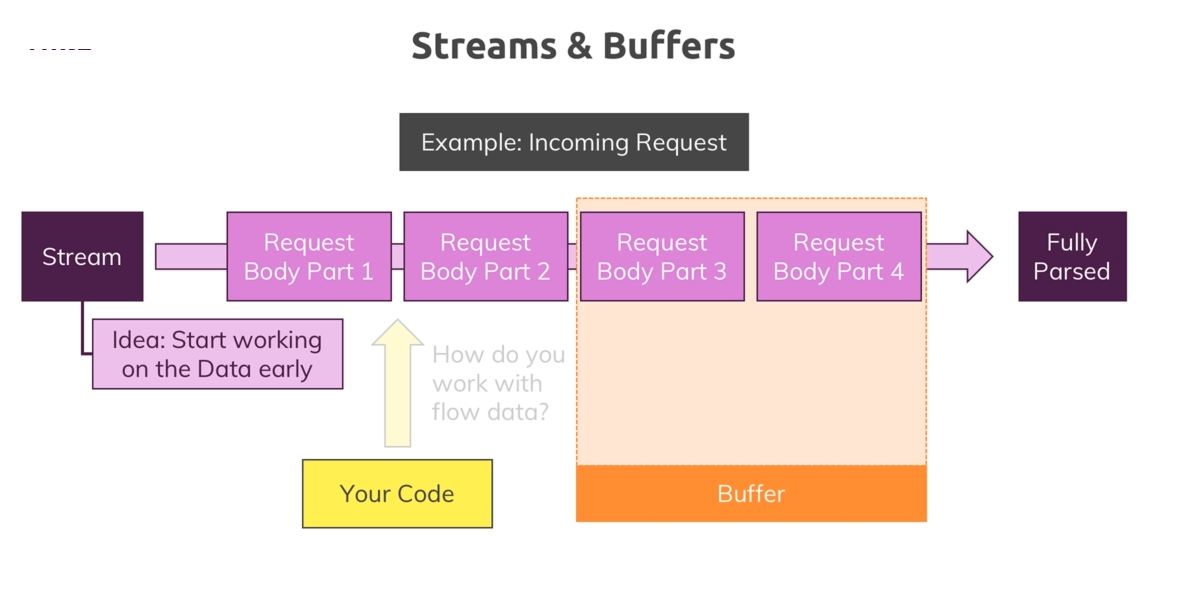 Streams & Buffers
Example: Incoming Request
Stream
Request
Body Part 1
Request
Body Part 2
Request
Body Part 3
Request
Body Part 4
Fully
Parsed
Idea: Start working
on the Data early
How do you
work with
flow data?
Your Code
Buffer